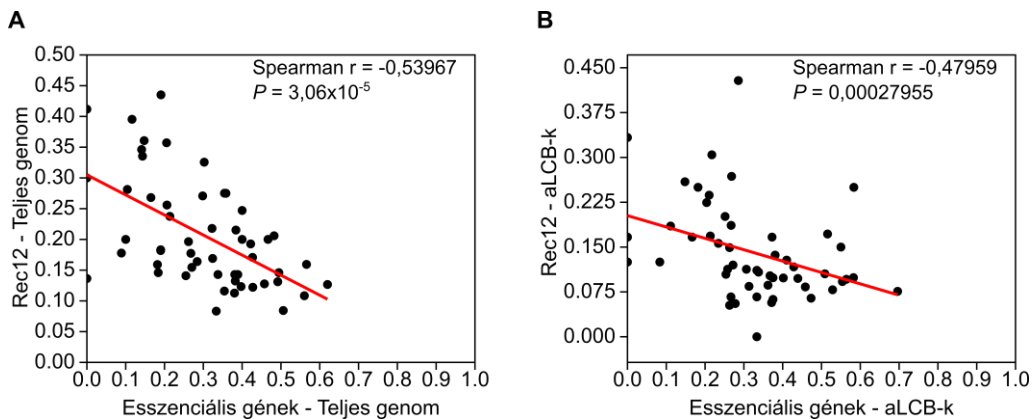 A
Spearman r = -0,53967
P = 3,06x10-5
Rec12 - Teljes genom
0.50
0.45
0.40
0.35
0.30
0.25
0.20
0.15
0.10
0.05
0.00
0.0 0.1 0.2 0.3 0.4 0.5 0.6 0.7 0.8 0.9 1.0
Esszenciális gének - Teljes genom
B
Spearman r = -0,47959
P = 0,00027955
Rec12 - aLCB-k
0.450
0.375
0.300
0.225
0.150
0.075
0.000
0.0 0.1 0.2 0.3 0.4 0.5 0.6 0.7 0.8 0.9 1.0
Esszenciális gének - aLCB-k